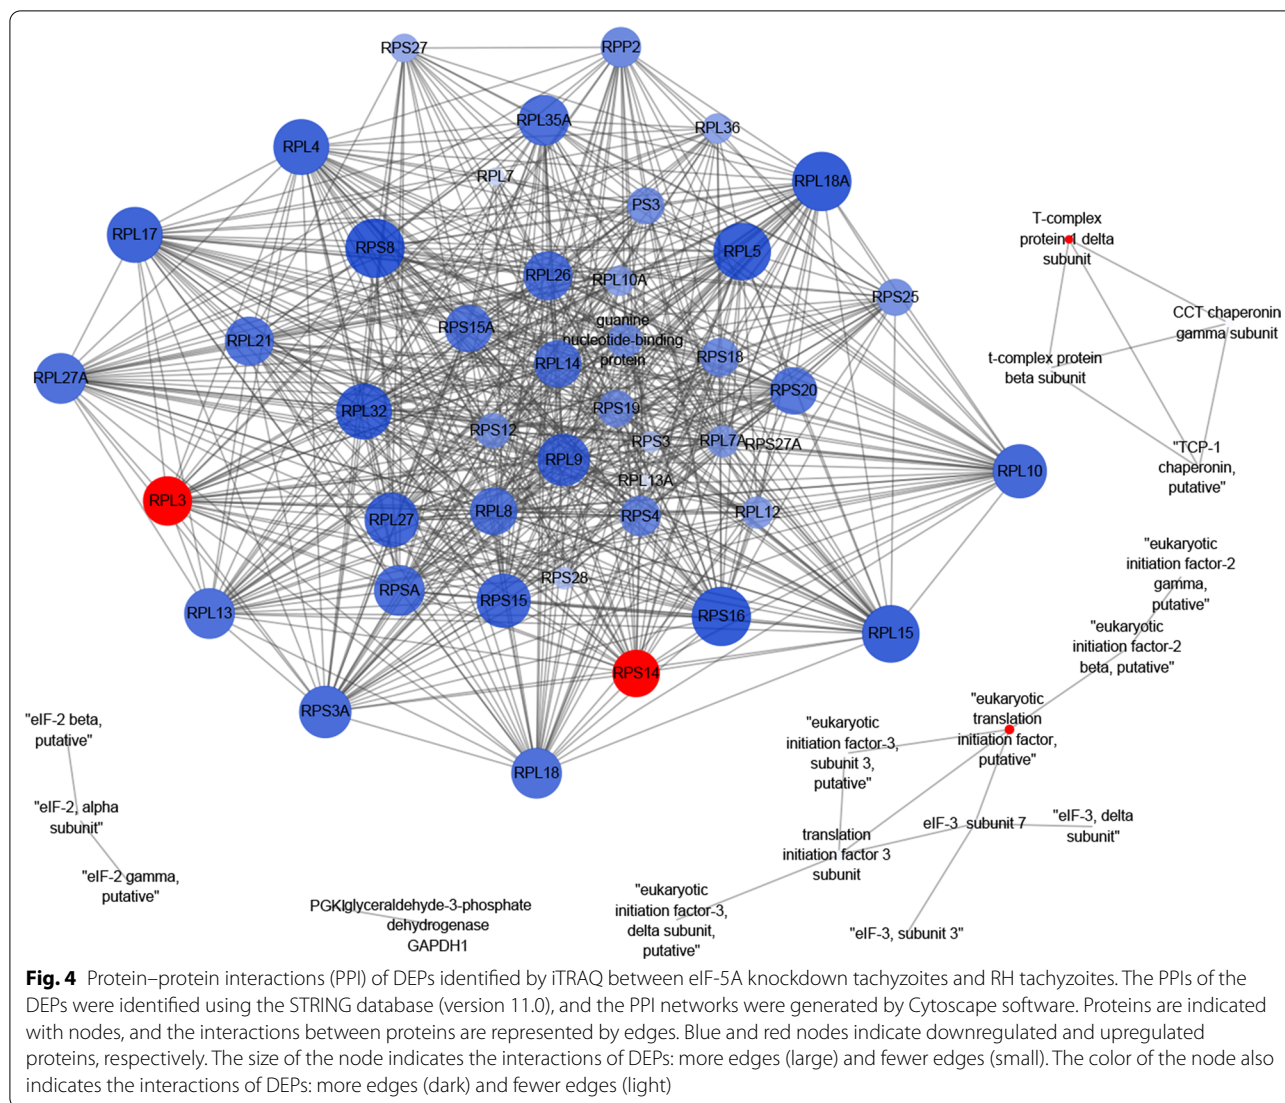 RPS27
RPP2
RPL35A
RPL36
RPL4
RPL7
RPL18A
PS3
RPL17
RPS8
RPL5
RPL26
RPL10A
RPS25
guanine
nucleotide-binding
protein
RPS15A
RPL21
RPL14
RPS18
RPL27A
RPS20
RPL32
RPS19
RPS12
RPS3
RPL7A
RPS27A
RPL9
RPL10
RPL13A
RPL3
RPL27
RPL8
RPS4
RPL12
RPS28
RPSA
RPS15
RPL13
RPS16
RPL15
RPS14
RPS3A
RPL18
T-complex
protein 1 delta
subunit
CCT chaperonin
gamma subunit
t-complex protein
beta subunit
"TCP-1
chaperonin,
putative"
"eukaryotic
initiation factor-2
gamma,
putative"
"eukaryotic
initiation factor-2
beta, putative"
"eukaryotic
translation
initiation factor,
putative"
"eukaryotic
initiation factor-3,
subunit 3,
putative"
translation
initiation factor 3
subunit
eIF-3 subunit 7
"eIF-3, delta
subunit"
"eukaryotic
initiation factor-3,
delta subunit,
putative"
"eIF-3, subunit 3"
"eIF-2 beta,
putative"
"eIF-2, alpha
subunit"
"eIF-2 gamma,
putative"
PGKI
glyceraldehyde-3-phosphate
dehydrogenase
GAPDH1
Fig. 4 Protein–protein interactions (PPI) of DEPs identified by iTRAQ between eIF-5A knockdown tachyzoites and RH tachyzoites. The PPIs of the
DEPs were identified using the STRING database (version 11.0), and the PPI networks were generated by Cytoscape software. Proteins are indicated
with nodes, and the interactions between proteins are represented by edges. Blue and red nodes indicate downregulated and upregulated
proteins, respectively. The size of the node indicates the interactions of DEPs: more edges (large) and fewer edges (small). The color of the node also
indicates the interactions of DEPs: more edges (dark) and fewer edges (light)